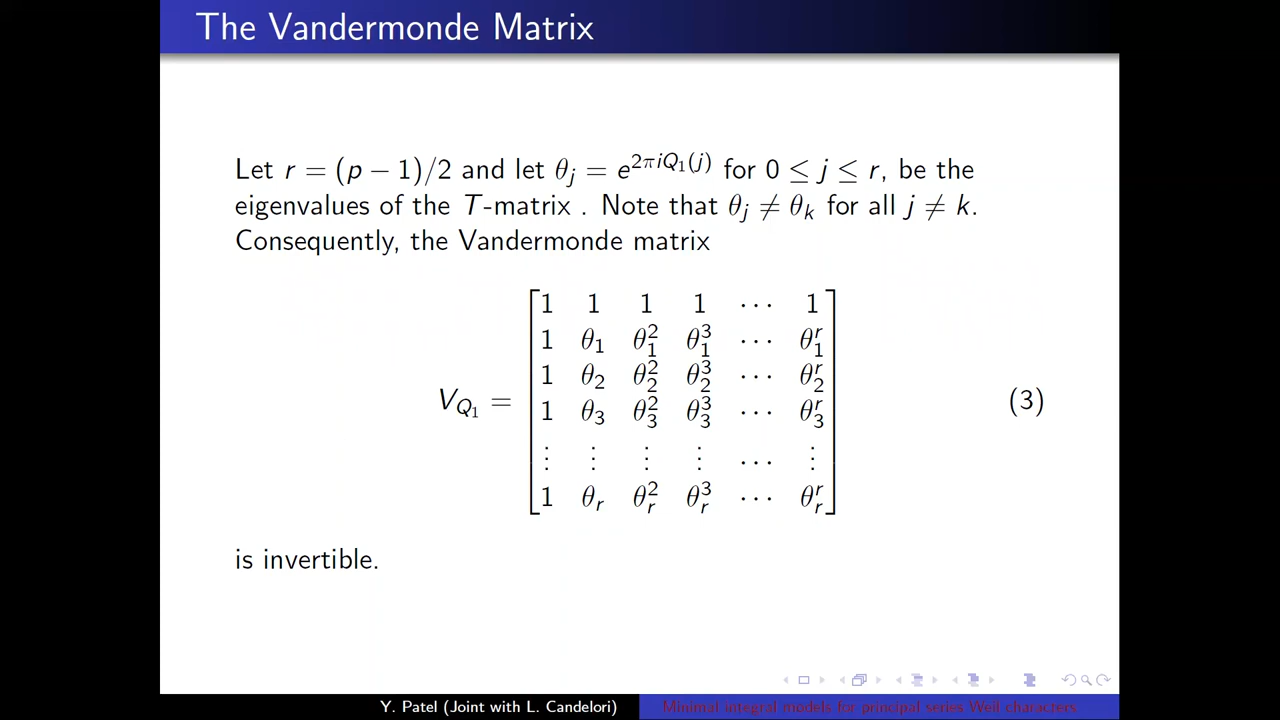 The Vandermonde Matrix
Let r = (p − 1)/2 and let θ_j = e^{2πiQ_1(j)} for 0 ≤ j ≤ r, be the
eigenvalues of the T-matrix . Note that θ_j ≠ θ_k for all j ≠ k.
Consequently, the Vandermonde matrix
1 1 1 1 ⋯ 1
1 θ_1 θ_1^2 θ_1^3 ⋯ θ_1^r
1 θ_2 θ_2^2 θ_2^3 ⋯ θ_2^r
V_{Q_1} = (3)
1 θ_3 θ_3^2 θ_3^3 ⋯ θ_3^r
⋮ ⋮ ⋮ ⋮ ⋯ ⋮
1 θ_r θ_r^2 θ_r^3 ⋯ θ_r^r
is invertible.
Y. Patel (Joint with L. Candelori) Minimal integral models for principal series Weil characters